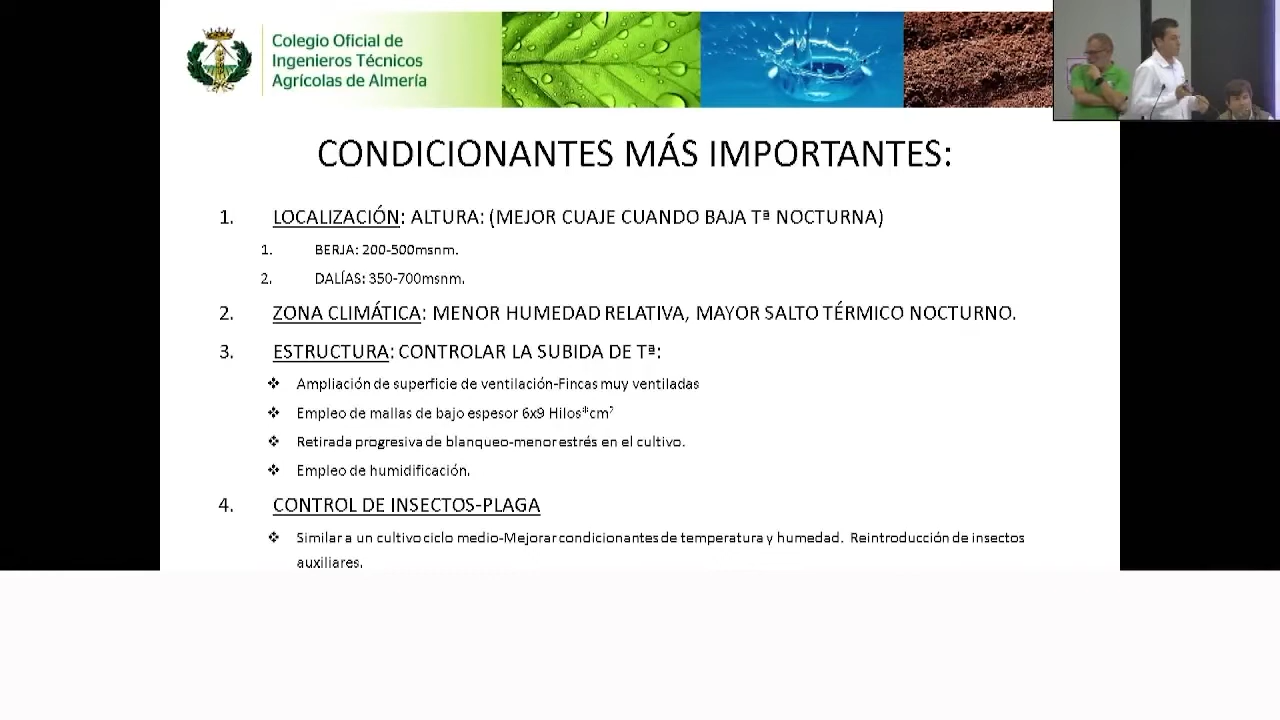 Colegio Oficial de
Ingenieros Técnicos
Agrícolas de Almería
CONDICIONANTES MÁS IMPORTANTES:
1. LOCALIZACIÓN: ALTURA: (MEJOR CUAJE CUANDO BAJA Tª NOCTURNA)
1. BERJA: 200-500msnm.
2. DALÍAS: 350-700msnm.
2. ZONA CLIMÁTICA: MENOR HUMEDAD RELATIVA, MAYOR SALTO TÉRMICO NOCTURNO.
3. ESTRUCTURA: CONTROLAR LA SUBIDA DE Tª:
❖ Ampliación de superficie de ventilación-Fincas muy ventiladas
❖ Empleo de mallas de bajo espesor 6x9 Hilos*cm²
❖ Retirada progresiva de blanqueo-menor estrés en el cultivo.
❖ Empleo de humidificación.
4. CONTROL DE INSECTOS-PLAGA
❖ Similar a un cultivo ciclo medio-Mejorar condicionantes de temperatura y humedad. Reintroducción de insectos
auxiliares.